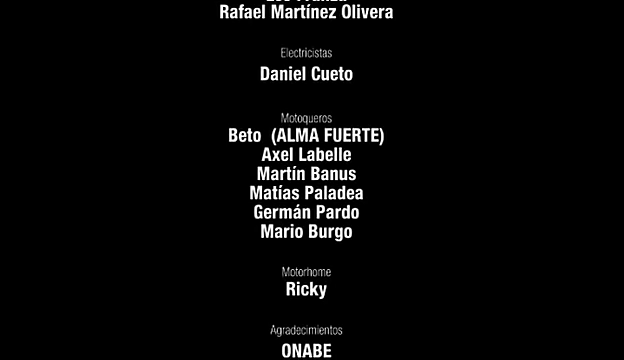 Rafael Martínez Olivera
Electricistas
Daniel Cueto
Motoqueros
Beto (ALMA FUERTE)
Axel Labelle
Martín Banus
Matías Paladea
Germán Pardo
Mario Burgo
Motorhome
Ricky
Agradecimientos
ONABE